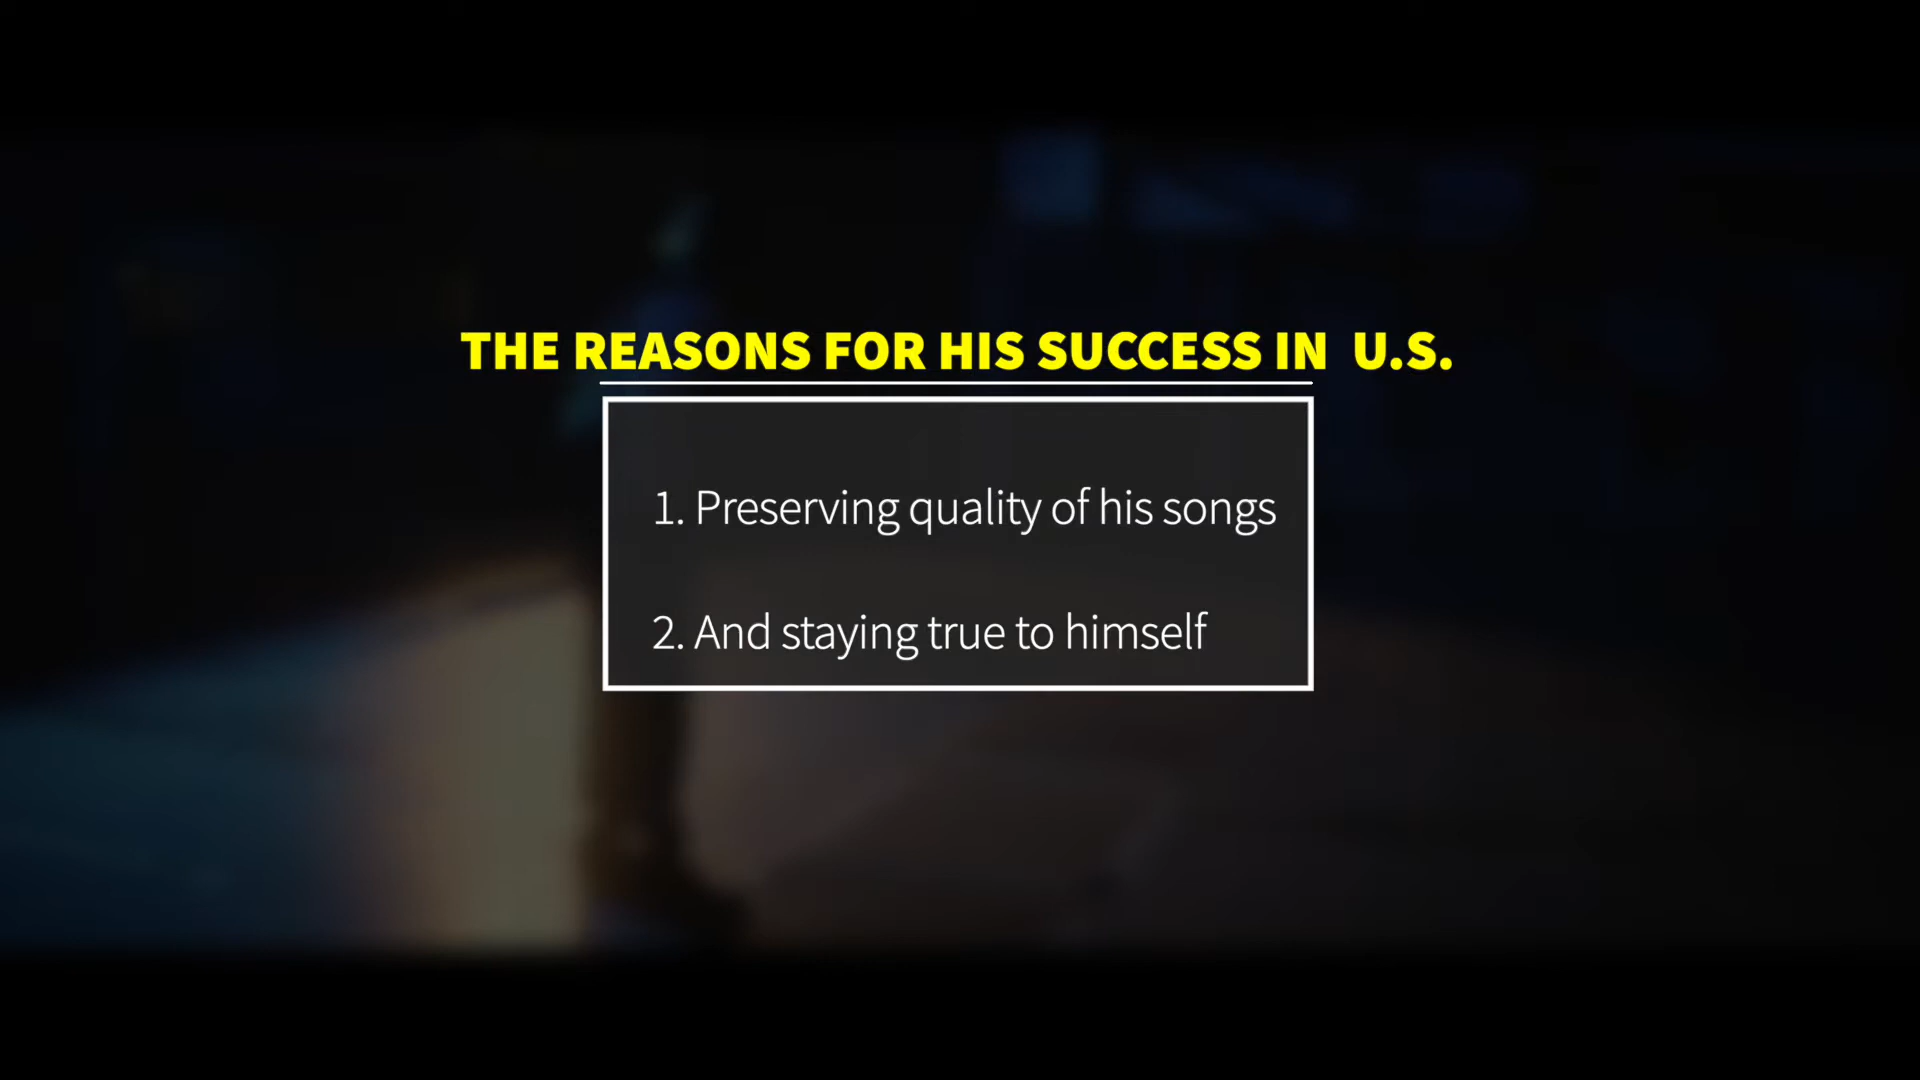 THE REASONS FOR HIS SUCCESS IN U.S.
1. Preserving quality of his songs
2. And staying true to himself